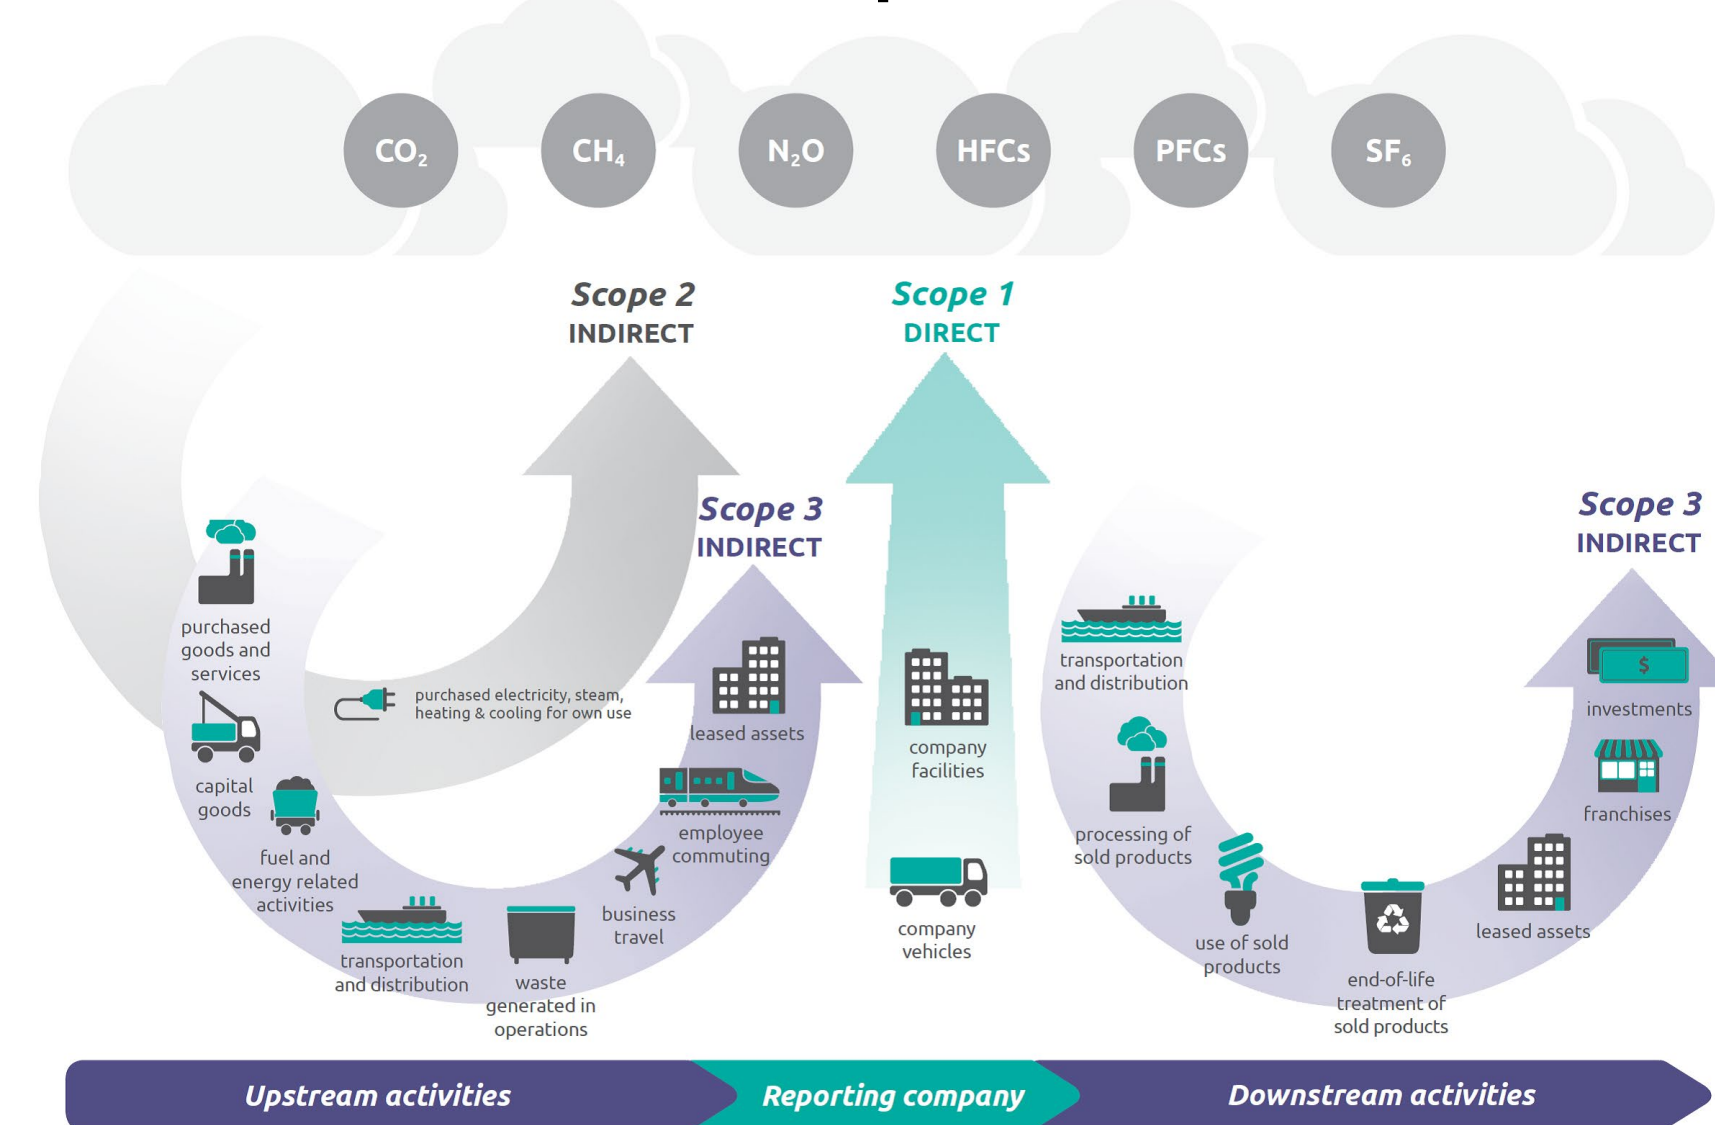 CO₂
CH₄
N₂O
HFCs
PFCs
SF₆
Scope 2
INDIRECT
Scope 1
DIRECT
Scope 3
INDIRECT
Scope 3
INDIRECT
purchased
goods and
services
capital
goods
fuel and
energy related
activities
transportation
and distribution
waste
generated in
operations
business
travel
employee
commuting
leased assets
purchased electricity, steam,
heating & cooling for own use
company
facilities
company
vehicles
transportation
and distribution
processing of
sold products
use of sold
products
end-of-life
treatment of
sold products
leased assets
franchises
$
investments
Upstream activities
Reporting company
Downstream activities